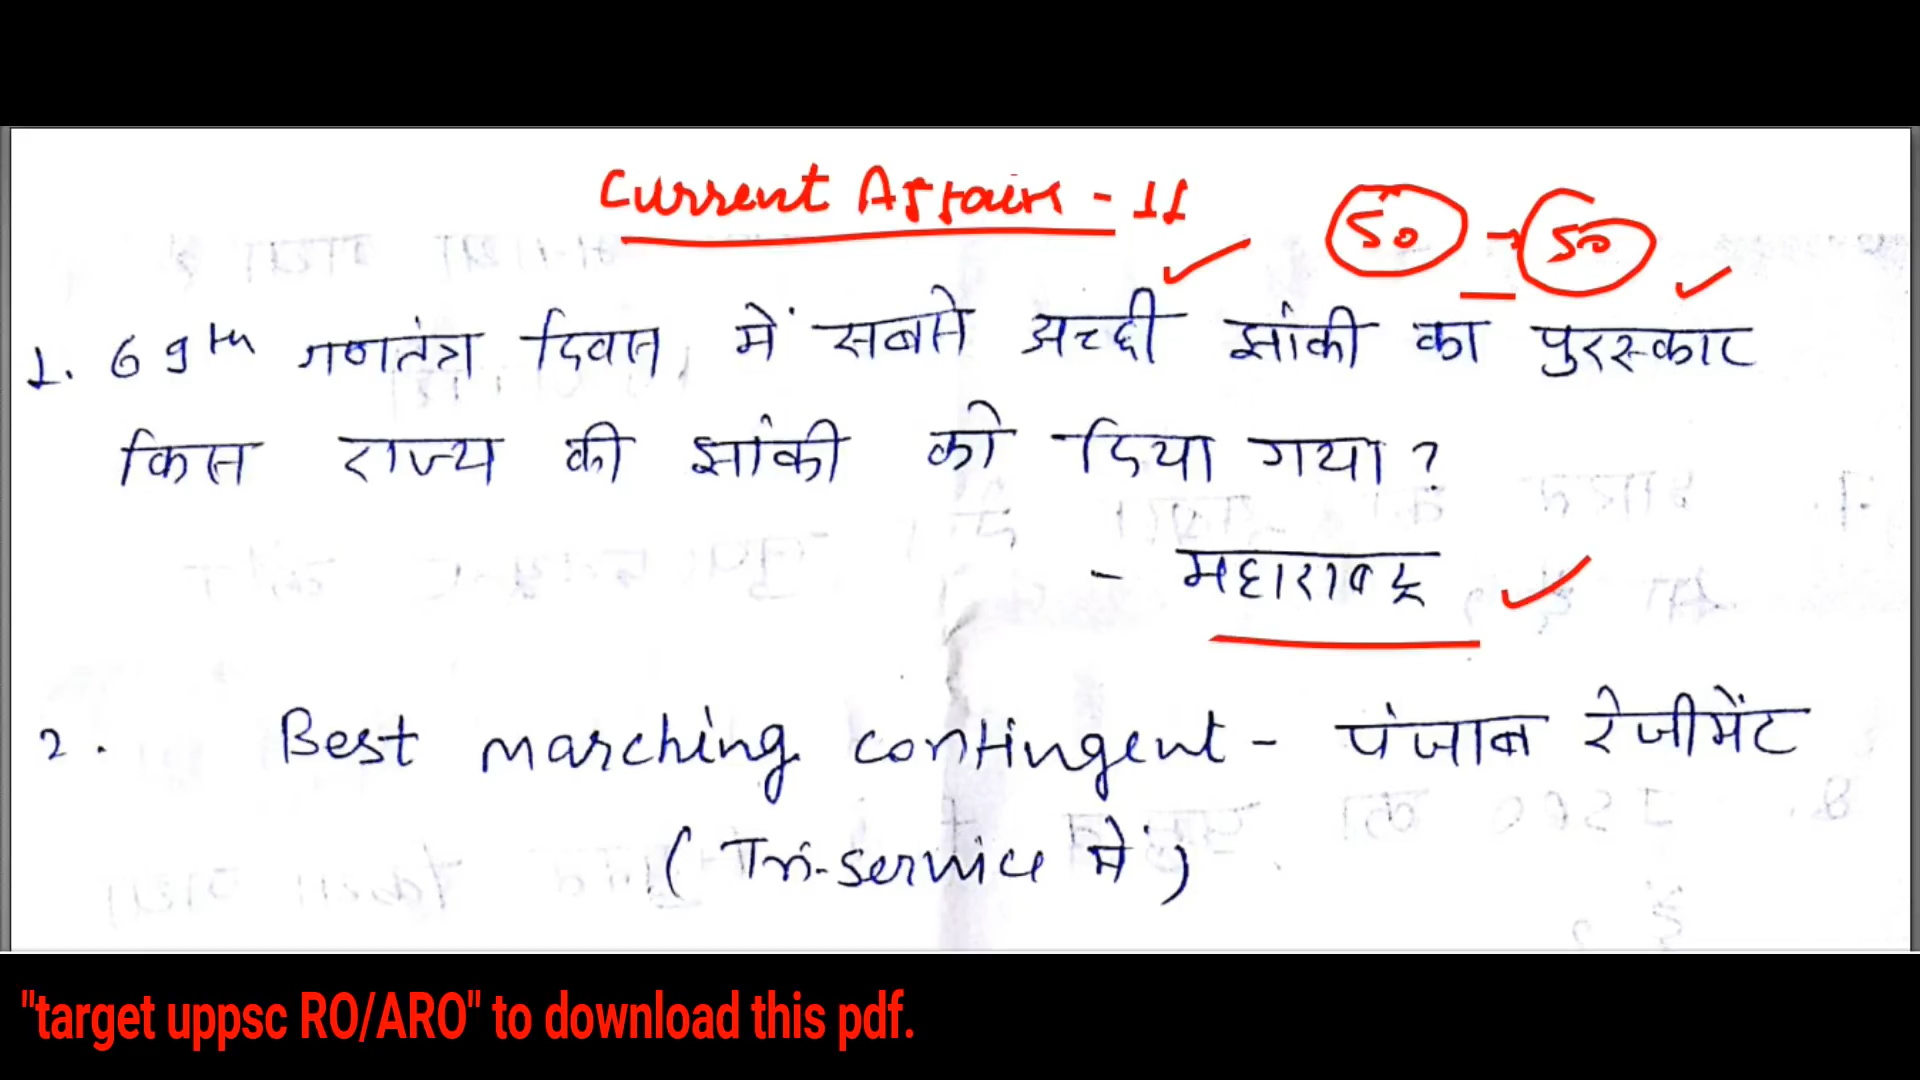 Current Affairs - 11
50 → 50
1. 69th गणतंत्र दिवस में सबसे अच्छी झांकी का पुरस्कार
किस राज्य की झांकी को दिया गया?
- महाराष्ट्र
2. Best marching contingent - पंजाब रेजीमेंट
(Tri-service में)
"target uppsc RO/ARO" to download this pdf.